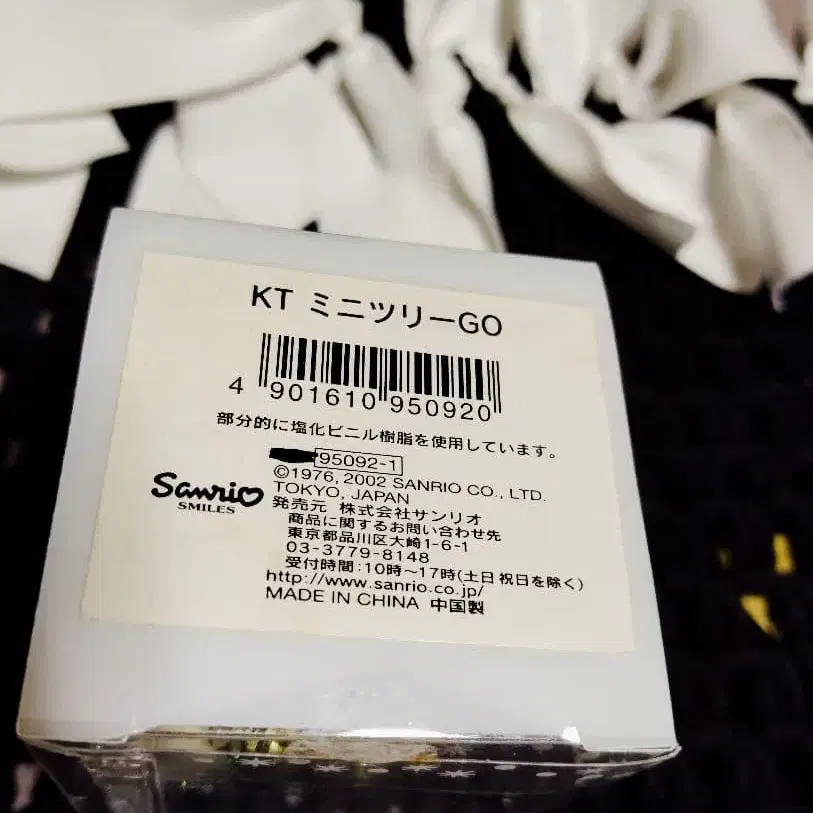 KT ミニツリーGO
4 901610 950920
部分的に塩化ビニル樹脂を使用しています。
95092-1
©1976, 2002 SANRIO CO., LTD.
TOKYO, JAPAN
Sanrio
SMILES
発売元 株式会社サンリオ
商品に関するお問い合わせ先
東京都品川区大崎1-6-1
03-3779-8148
受付時間：10時〜17時(土日祝日を除く)
http://www.sanrio.co.jp/
MADE IN CHINA 中国製